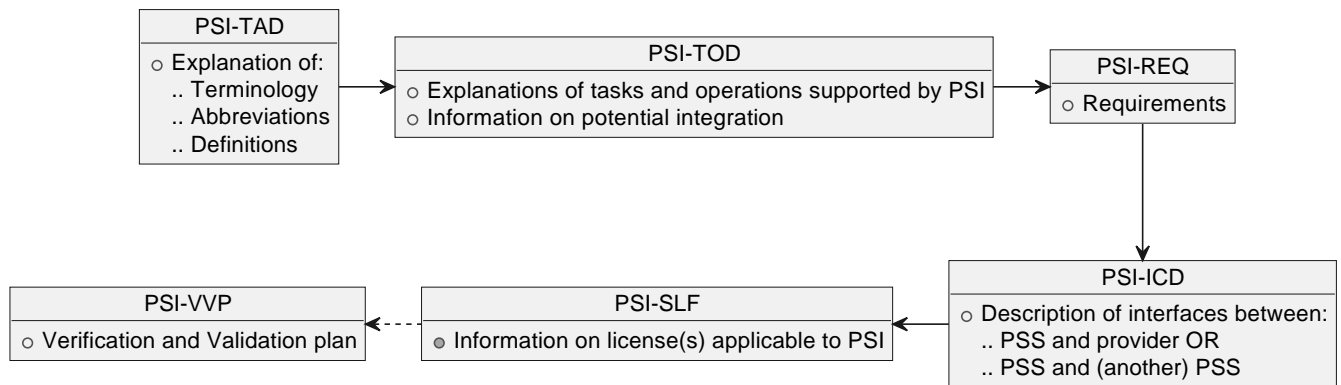 PSI-TAD
Explanation of:
.. Terminology
.. Abbreviations
.. Definitions
PSI-TOD
Explanations of tasks and operations supported by PSI
Information on potential integration
PSI-REQ
Requirements
PSI-ICD
Description of interfaces between:
.. PSS and provider OR
.. PSS and (another) PSS
PSI-SLF
Information on license(s) applicable to PSI
PSI-VVP
Verification and Validation plan